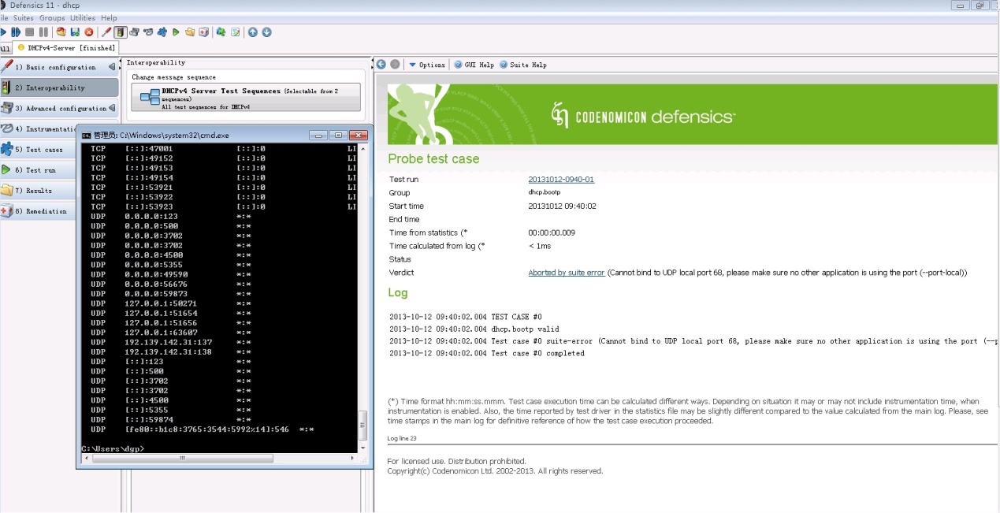 Defensics 11 - dhcp
ile Suites Groups Utilities Help
All DHCPv4-Server [finished]
1) Basic configuration
2) Interoperability
3) Advanced configuration
4) Instrumentatio
5) Test cases
6) Test run
7) Results
8) Remediation
Interoperability
Change message sequence
DHCPv4 Server Test Sequences (Selectable from 2
sequences)
All test sequences for DHCPv4
管理员: C:\Windows\system32\cmd.exe
TCP [::]:47001 [::]:0 LI
TCP [::]:49152 [::]:0 LI
TCP [::]:49153 [::]:0 LI
TCP [::]:49154 [::]:0 LI
TCP [::]:53921 [::]:0 LI
TCP [::]:53922 [::]:0 LI
TCP [::]:53923 [::]:0 LI
UDP 0.0.0.0:123 *:*
UDP 0.0.0.0:500 *:*
UDP 0.0.0.0:3702 *:*
UDP 0.0.0.0:3702 *:*
UDP 0.0.0.0:4500 *:*
UDP 0.0.0.0:5355 *:*
UDP 0.0.0.0:49590 *:*
UDP 0.0.0.0:56676 *:*
UDP 0.0.0.0:59873 *:*
UDP 127.0.0.1:50271 *:*
UDP 127.0.0.1:51654 *:*
UDP 127.0.0.1:51656 *:*
UDP 127.0.0.1:63607 *:*
UDP 192.139.142.31:137 *:*
UDP 192.139.142.31:138 *:*
UDP [::]:123 *:*
UDP [::]:500 *:*
UDP [::]:3702 *:*
UDP [::]:3702 *:*
UDP [::]:4500 *:*
UDP [::]:5355 *:*
UDP [::]:59874 *:*
UDP [fe80::b1c8:3765:3544:5992%14]:546 *:*
C:\Users\dgp>
Options GUI Help Suite Help
CODENOMICON defensics
Probe test case
Test run 20131012-0940-01
Group dhcp.bootp
Start time 20131012 09:40:02
End time
Time from statistics (* 00:00:00.009
Time calculated from log (* < 1ms
Status
Verdict Aborted by suite error (Cannot bind to UDP local port 68, please make sure no other application is using the port (--port-local))
Log
2013-10-12 09:40:02.004 TEST CASE #0
2013-10-12 09:40:02.004 dhcp.bootp valid
2013-10-12 09:40:02.004 Test case #0 suite-error (Cannot bind to UDP local port 68, please make sure no other application is using the port (--p
2013-10-12 09:40:02.004 Test case #0 completed
(*) Time format hh:mm:ss.mmm. Test case execution time can be calculated different ways. Depending on situation it may or may not include instrumentation time, when
instrumentation is enabled. Also, the time reported by test driver in the statistics file may be slightly different compared to the value calculated from the main log. Please, see
time stamps in the main log for definitive reference of how the test case execution proceeded.
Log line 23
For licensed use. Distribution prohibited.
Copyright(c) Codenomicon Ltd. 2002-2013. All rights reserved.